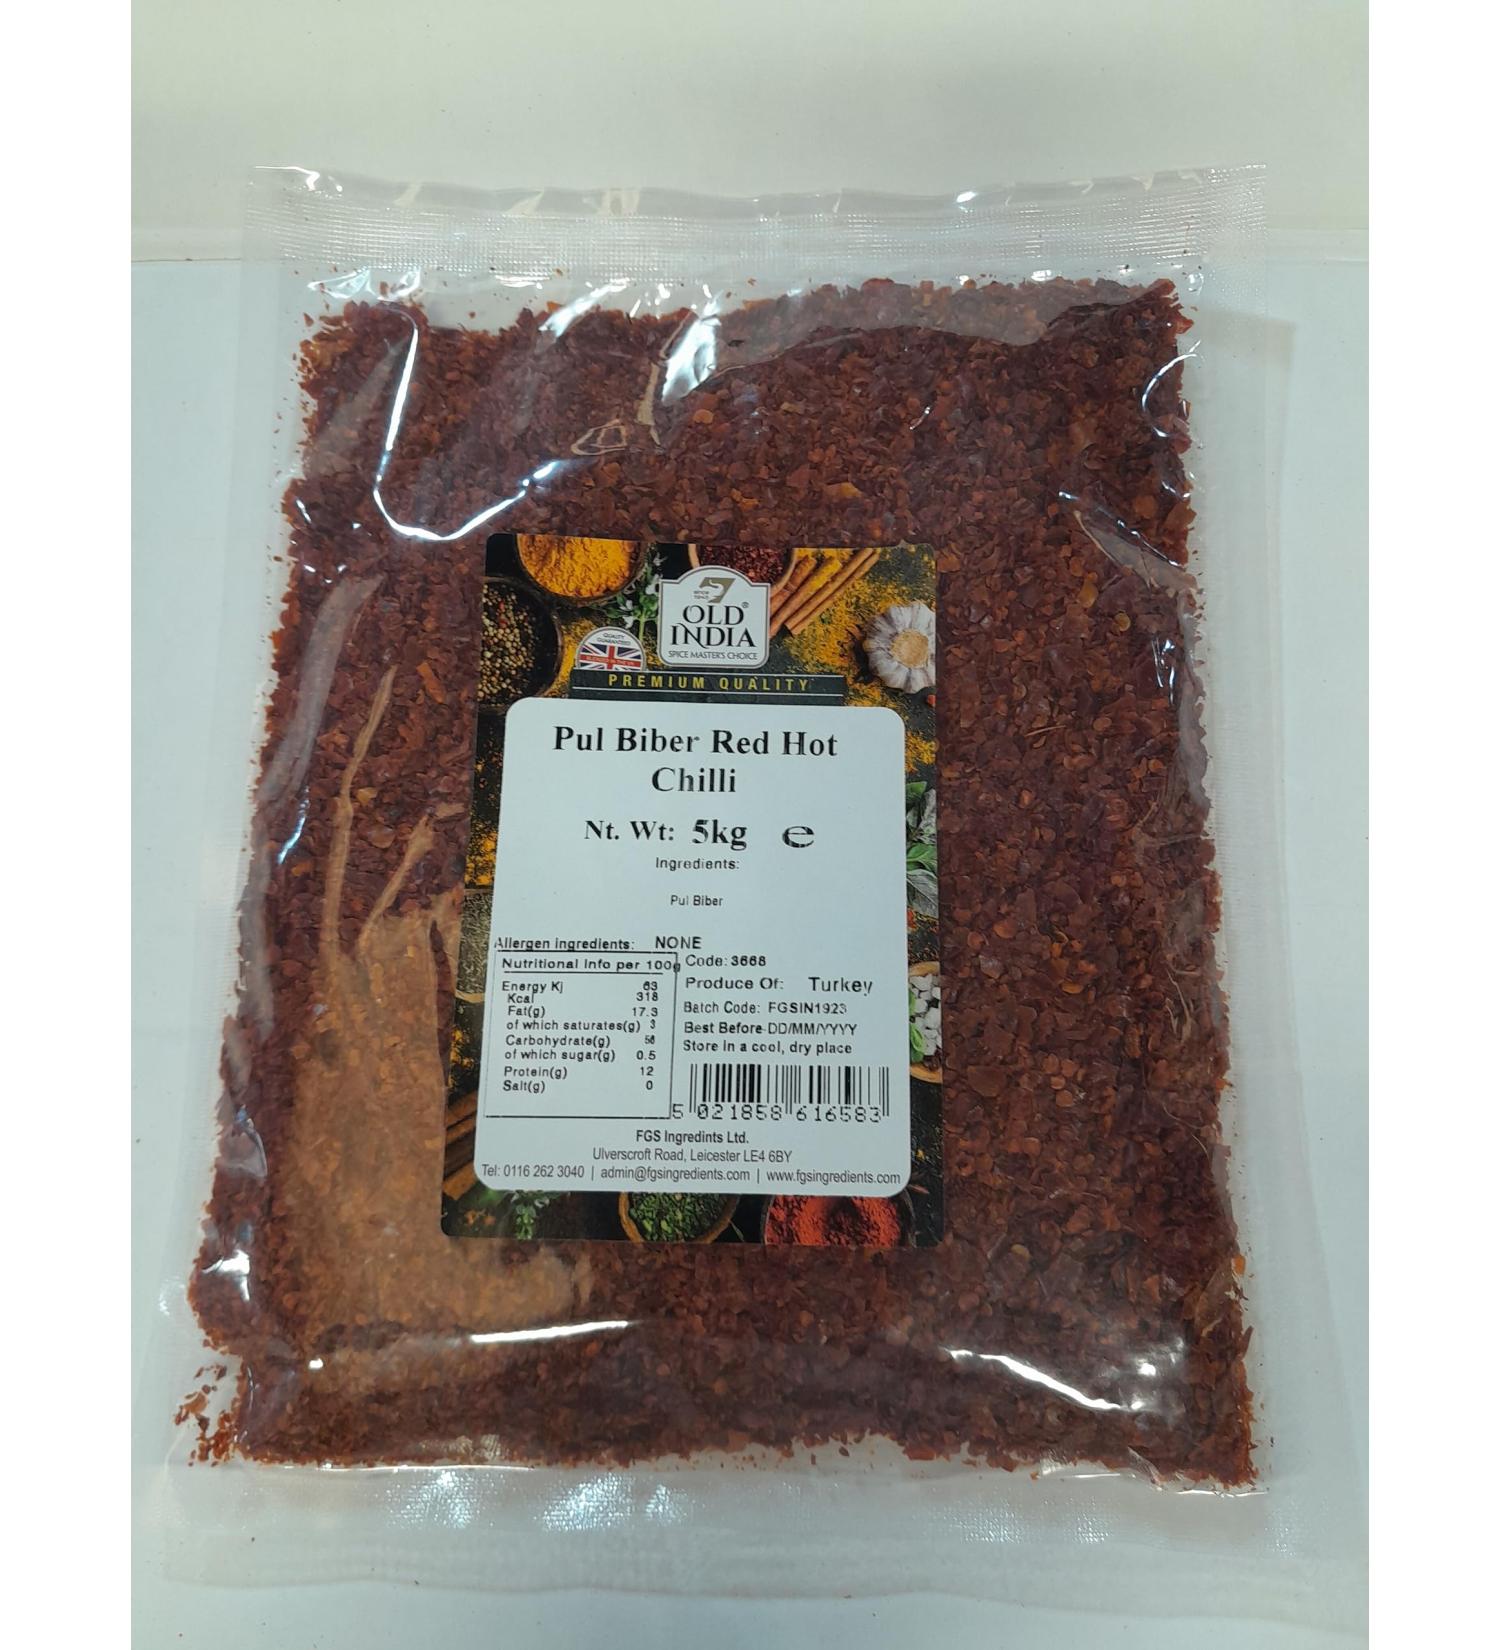 since
1945
OLD®
INDIA
SPICE MASTER'S CHOICE
QUALITY
GUARANTEED
PREMIUM QUALITY
Pul Biber Red Hot
Chilli
Nt. Wt: 5kg ℮
Ingredients:
Pul Biber
Allergen ingredients: NONE
Nutritional Info per 100g
Energy Kj 63
Kcal 318
Fat(g) 17.3
of which saturates(g) 3
Carbohydrate(g)
of which sugar(g) 0.5
Protein(g) 12
Salt(g) 0
Code: 3668
Produce Of: Turkey
Batch Code: FGSIN1923
Best Before DD/MM/YYYY
Store in a cool, dry place
5 021858 616583
FGS Ingredints Ltd.
Ulverscroft Road, Leicester LE4 6BY
Tel: 0116 262 3040 | admin@fgsingredients.com | www.fgsingredients.com